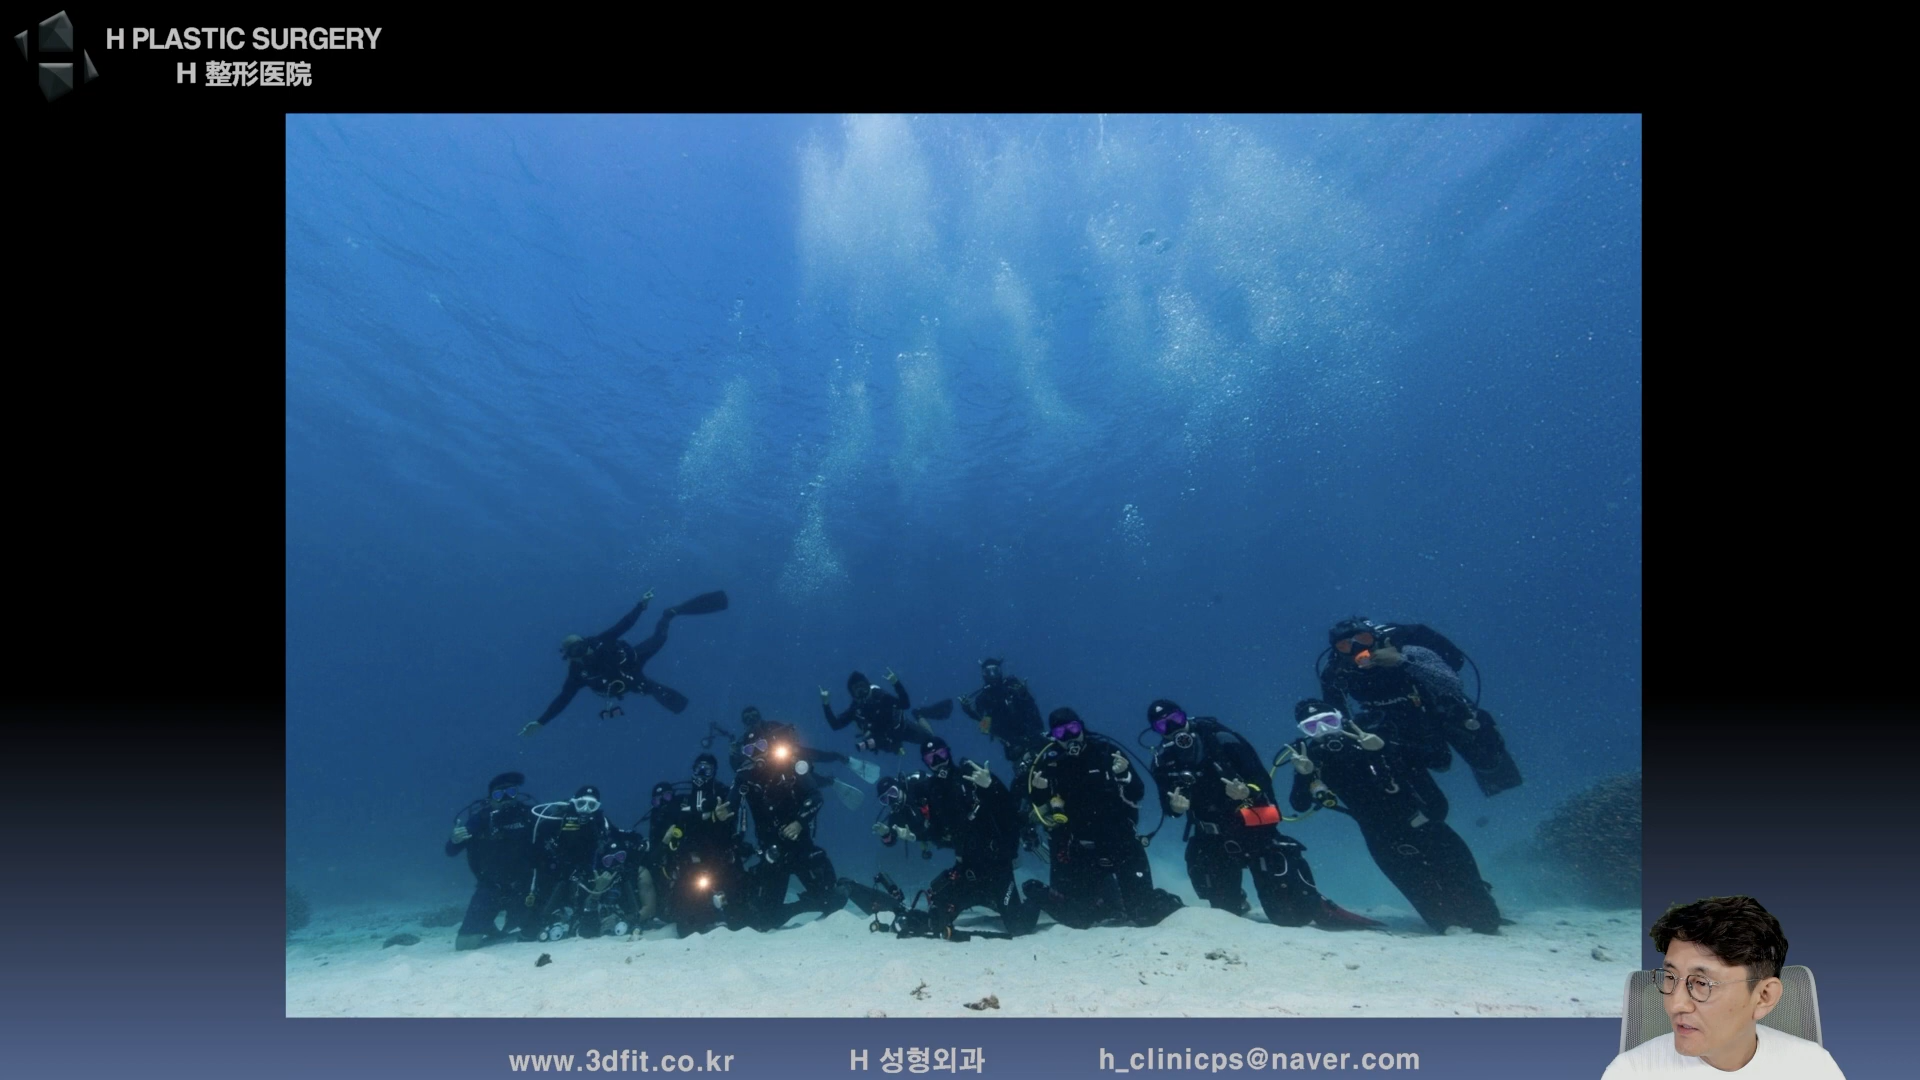 H PLASTIC SURGERY
H 整形医院
www.3dfit.co.kr
H 성형외과
h_clinicps@naver.com